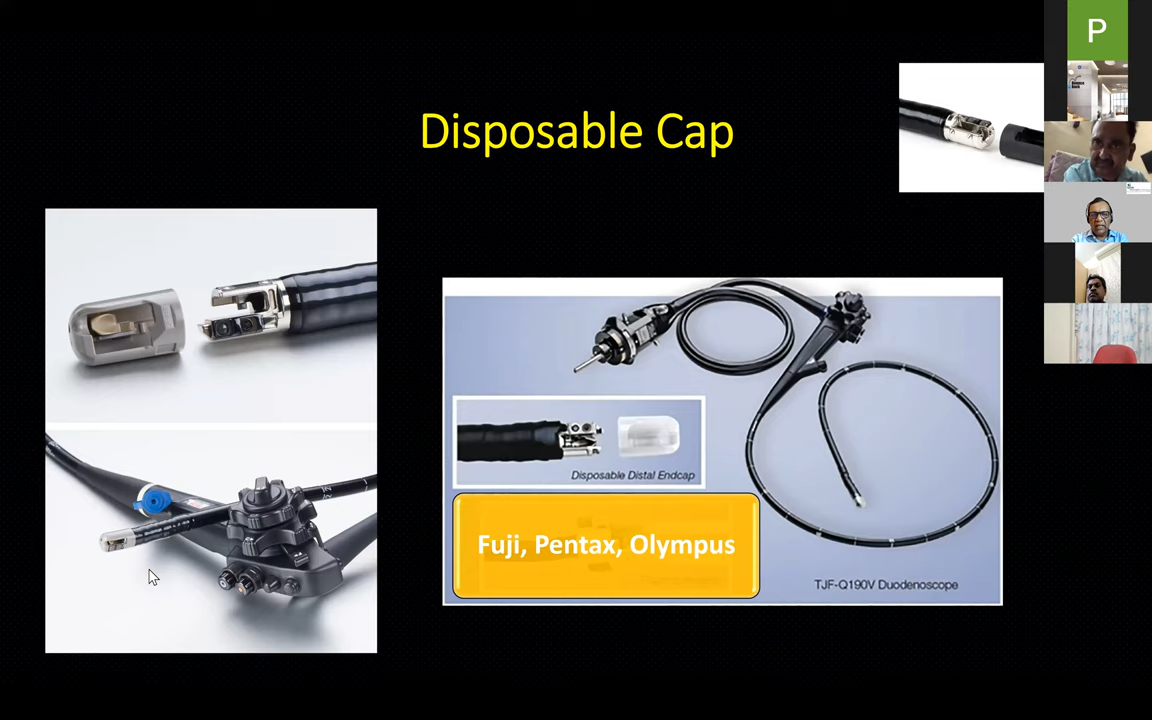 P
Disposable Cap
Disposable Distal Endcap
Fuji, Pentax, Olympus
TJF-Q190V Duodenoscope